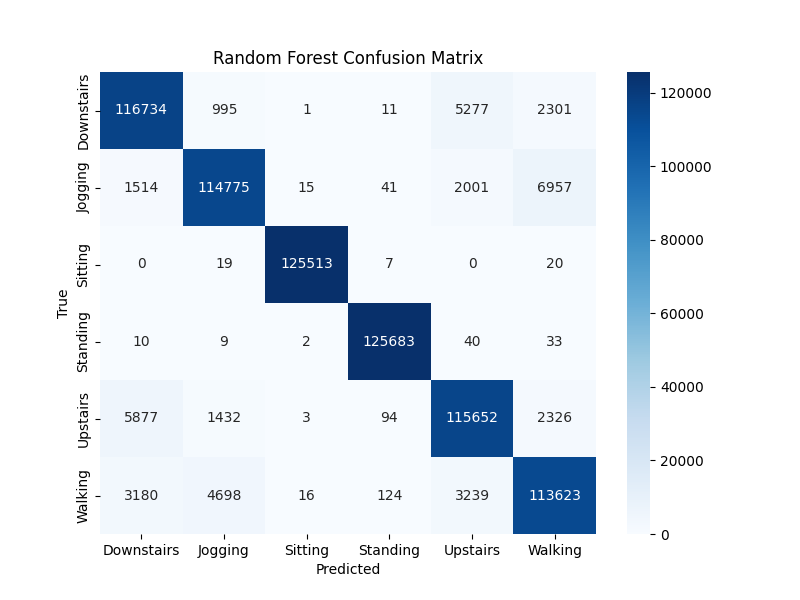 Random Forest Confusion Matrix
True
Downstairs 116734 995 1 11 5277 2301
Jogging 1514 114775 15 41 2001 6957
Sitting 0 19 125513 7 0 20
Standing 10 9 2 125683 40 33
Upstairs 5877 1432 3 94 115652 2326
Walking 3180 4698 16 124 3239 113623
Downstairs Jogging Sitting Standing Upstairs Walking
Predicted
120000
100000
80000
60000
40000
20000
0